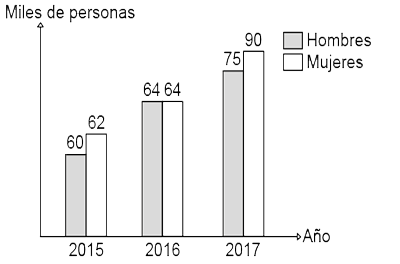 Miles de personas
Hombres
Mujeres
60 62 64 64 75 90
2015 2016 2017
Año